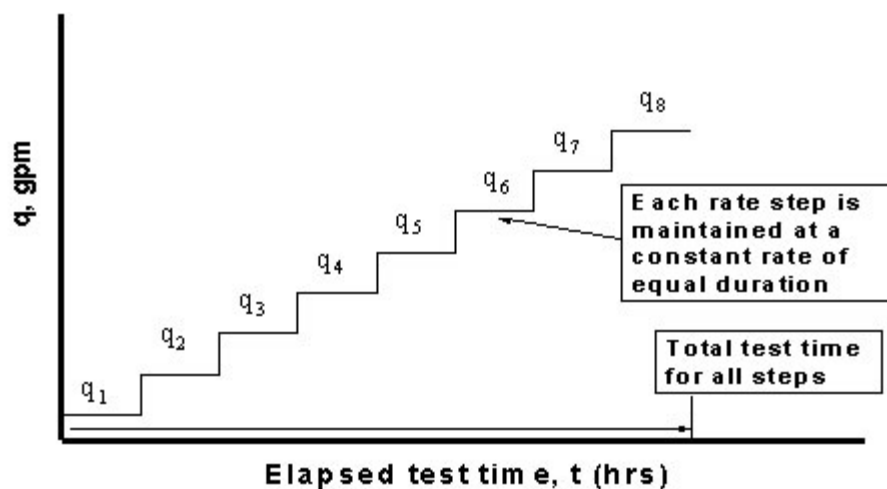 q, gpm
q8
q7
q6
q5
q4
q3
q2
q1
Each rate step is
maintained at a
constant rate of
equal duration
Total test time
for all steps
Elapsed test time, t (hrs)